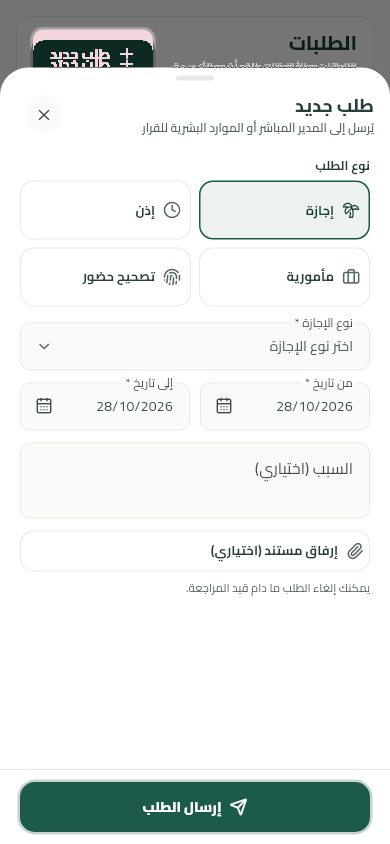 الطلبات
طلب جديد
طلب جديد
يُرسل إلى المدير المباشر أو الموارد البشرية للقرار
نوع الطلب
إجازة
إذن
مأمورية
تصحيح حضور
نوع الإجازة *
اختر نوع الإجازة
من تاريخ *
28/10/2026
إلى تاريخ *
28/10/2026
السبب (اختياري)
إرفاق مستند (اختياري)
يمكنك إلغاء الطلب ما دام قيد المراجعة.
إرسال الطلب